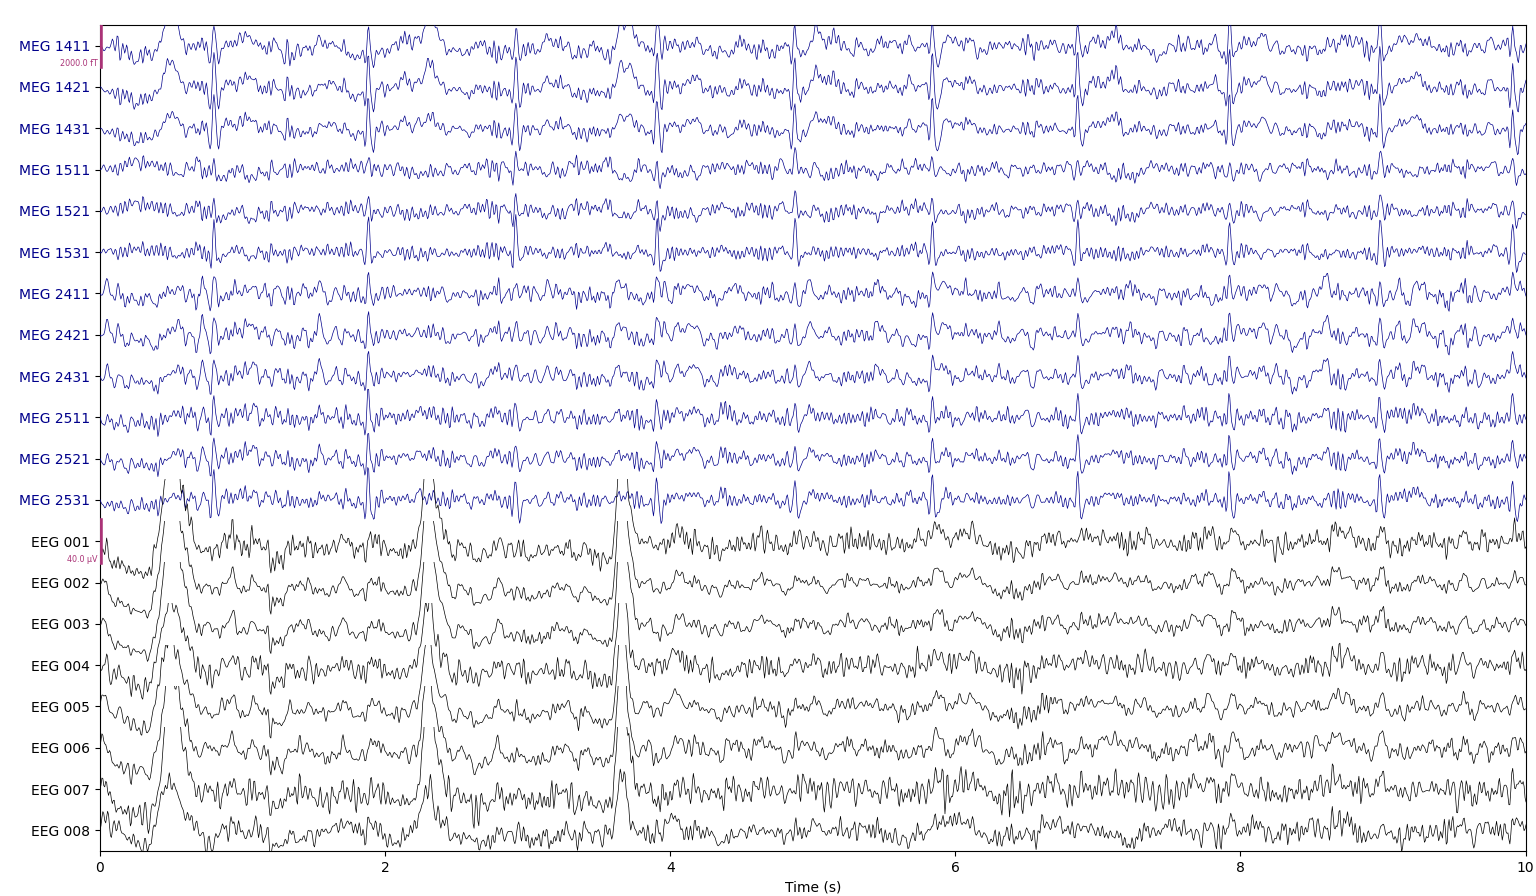 MEG 1411
2000.0 fT
MEG 1421
MEG 1431
MEG 1511
MEG 1521
MEG 1531
MEG 2411
MEG 2421
MEG 2431
MEG 2511
MEG 2521
MEG 2531
EEG 001
40.0 µV
EEG 002
EEG 003
EEG 004
EEG 005
EEG 006
EEG 007
EEG 008
0 2 4 6 8 10
Time (s)